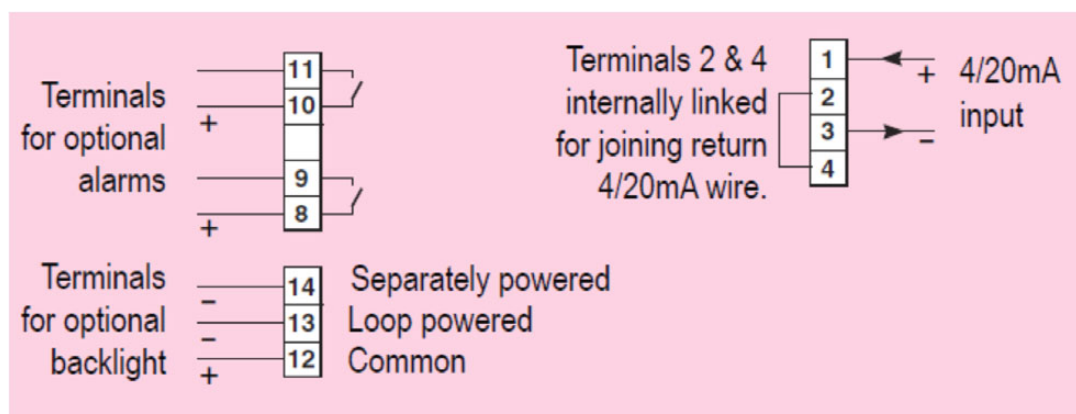 Terminals
for optional
alarms
11
10
+
9
8
+
Terminals
for optional
backlight
14 Separately powered
−
13 Loop powered
−
12 Common
+
Terminals 2 & 4
internally linked
for joining return
4/20mA wire.
1
2
3
4
+
−
4/20mA
input